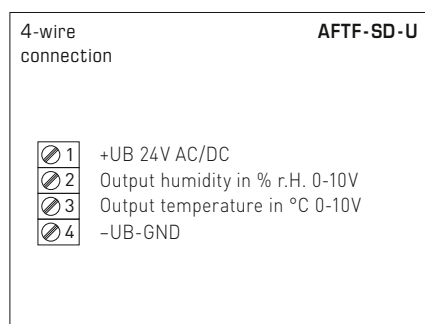 4-wire
connection
AFTF-SD-U
1 +UB 24V AC/DC
2 Output humidity in % r.H. 0-10V
3 Output temperature in °C 0-10V
4 –UB-GND